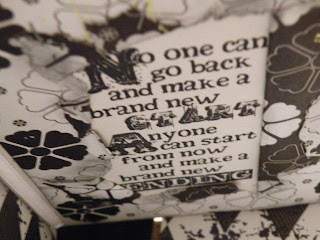 No one can
go back
and make a
brand new
START
Anyone
can start
from now
and make a
brand new
ENDING